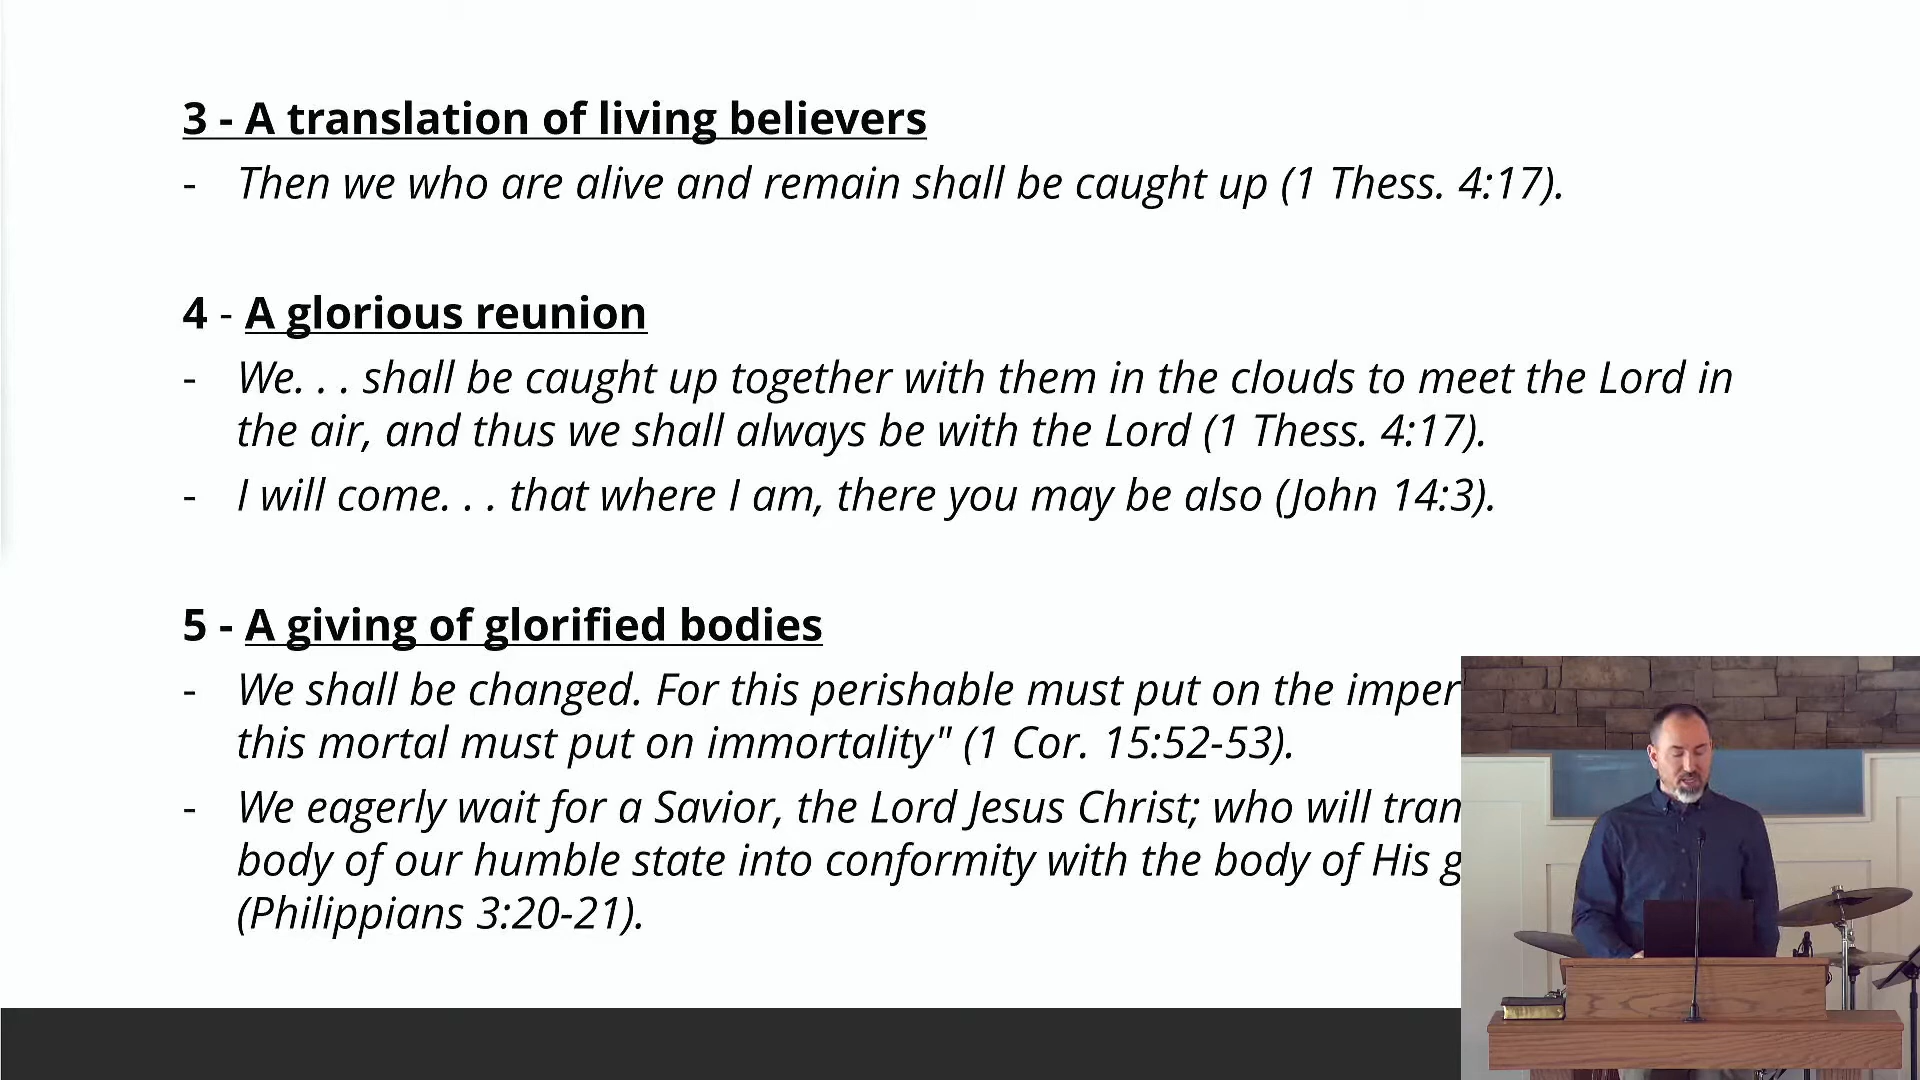 3 - A translation of living believers
- Then we who are alive and remain shall be caught up (1 Thess. 4:17).
4 - A glorious reunion
- We. . . shall be caught up together with them in the clouds to meet the Lord in
the air, and thus we shall always be with the Lord (1 Thess. 4:17).
- I will come. . . that where I am, there you may be also (John 14:3).
5 - A giving of glorified bodies
- We shall be changed. For this perishable must put on the
this mortal must put on immortality" (1 Cor. 15:52-53).
- We eagerly wait for a Savior, the Lord Jesus Christ; who will
body of our humble state into conformity with the body of His
(Philippians 3:20-21).